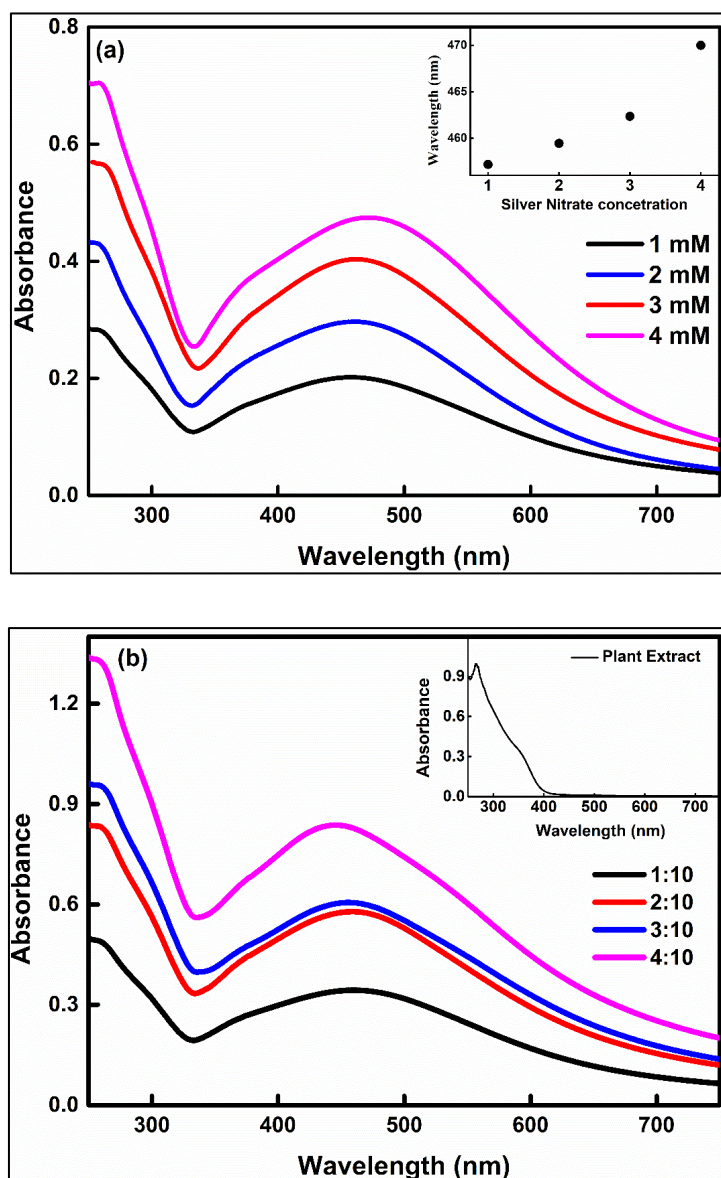 (a)
0.8
0.6
0.4
0.2
0.0
Absorbance
300 400 500 600 700
Wavelength (nm)
470
465
460
Wavelength (nm)
1 2 3 4
Silver Nitrate concetration
1 mM
2 mM
3 mM
4 mM
(b)
1.2
0.9
0.6
0.3
0.0
Absorbance
300 400 500 600 700
Wavelength (nm)
Plant Extract
0.9
0.6
0.3
0.0
Absorbance
300 400 500 600 700
Wavelength (nm)
1:10
2:10
3:10
4:10